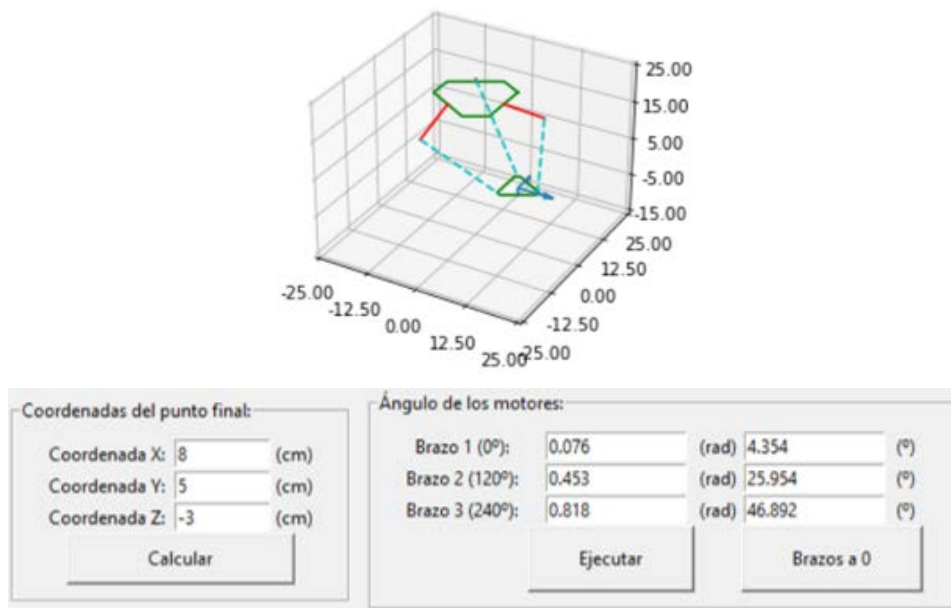 25.00
15.00
5.00
-5.00
-15.00
25.00
12.50
0.00
-12.50
-25.00
-25.00
-12.50
0.00
12.50
25.00
Coordenadas del punto final:
Coordenada X: 8 (cm)
Coordenada Y: 5 (cm)
Coordenada Z: -3 (cm)
Calcular
Ángulo de los motores:
Brazo 1 (0º): 0.076 (rad) 4.354 (º)
Brazo 2 (120º): 0.453 (rad) 25.954 (º)
Brazo 3 (240º): 0.818 (rad) 46.892 (º)
Ejecutar Brazos a 0